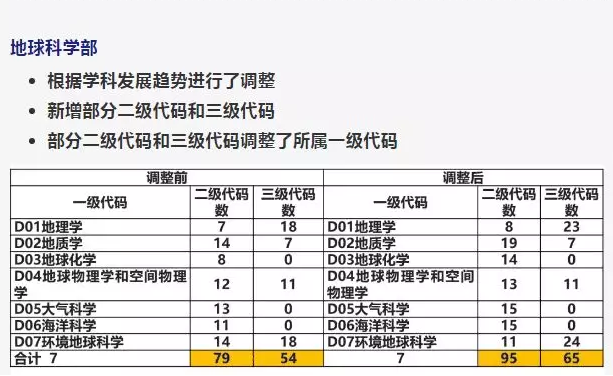 地球科学部
• 根据学科发展趋势进行了调整
• 新增部分二级代码和三级代码
• 部分二级代码和三级代码调整了所属一级代码
调整前 调整后
一级代码 二级代码数 三级代码数 一级代码 二级代码数 三级代码数
D01地理学 7 18 D01地理学 8 23
D02地质学 14 7 D02地质学 19 7
D03地球化学 8 0 D03地球化学 14 0
D04地球物理学和空间物理学 12 11 D04地球物理学和空间物理学 13 11
D05大气科学 13 0 D05大气科学 15 0
D06海洋科学 11 0 D06海洋科学 15 0
D07环境地球科学 14 18 D07环境地球科学 11 24
合计 7 79 54 7 95 65